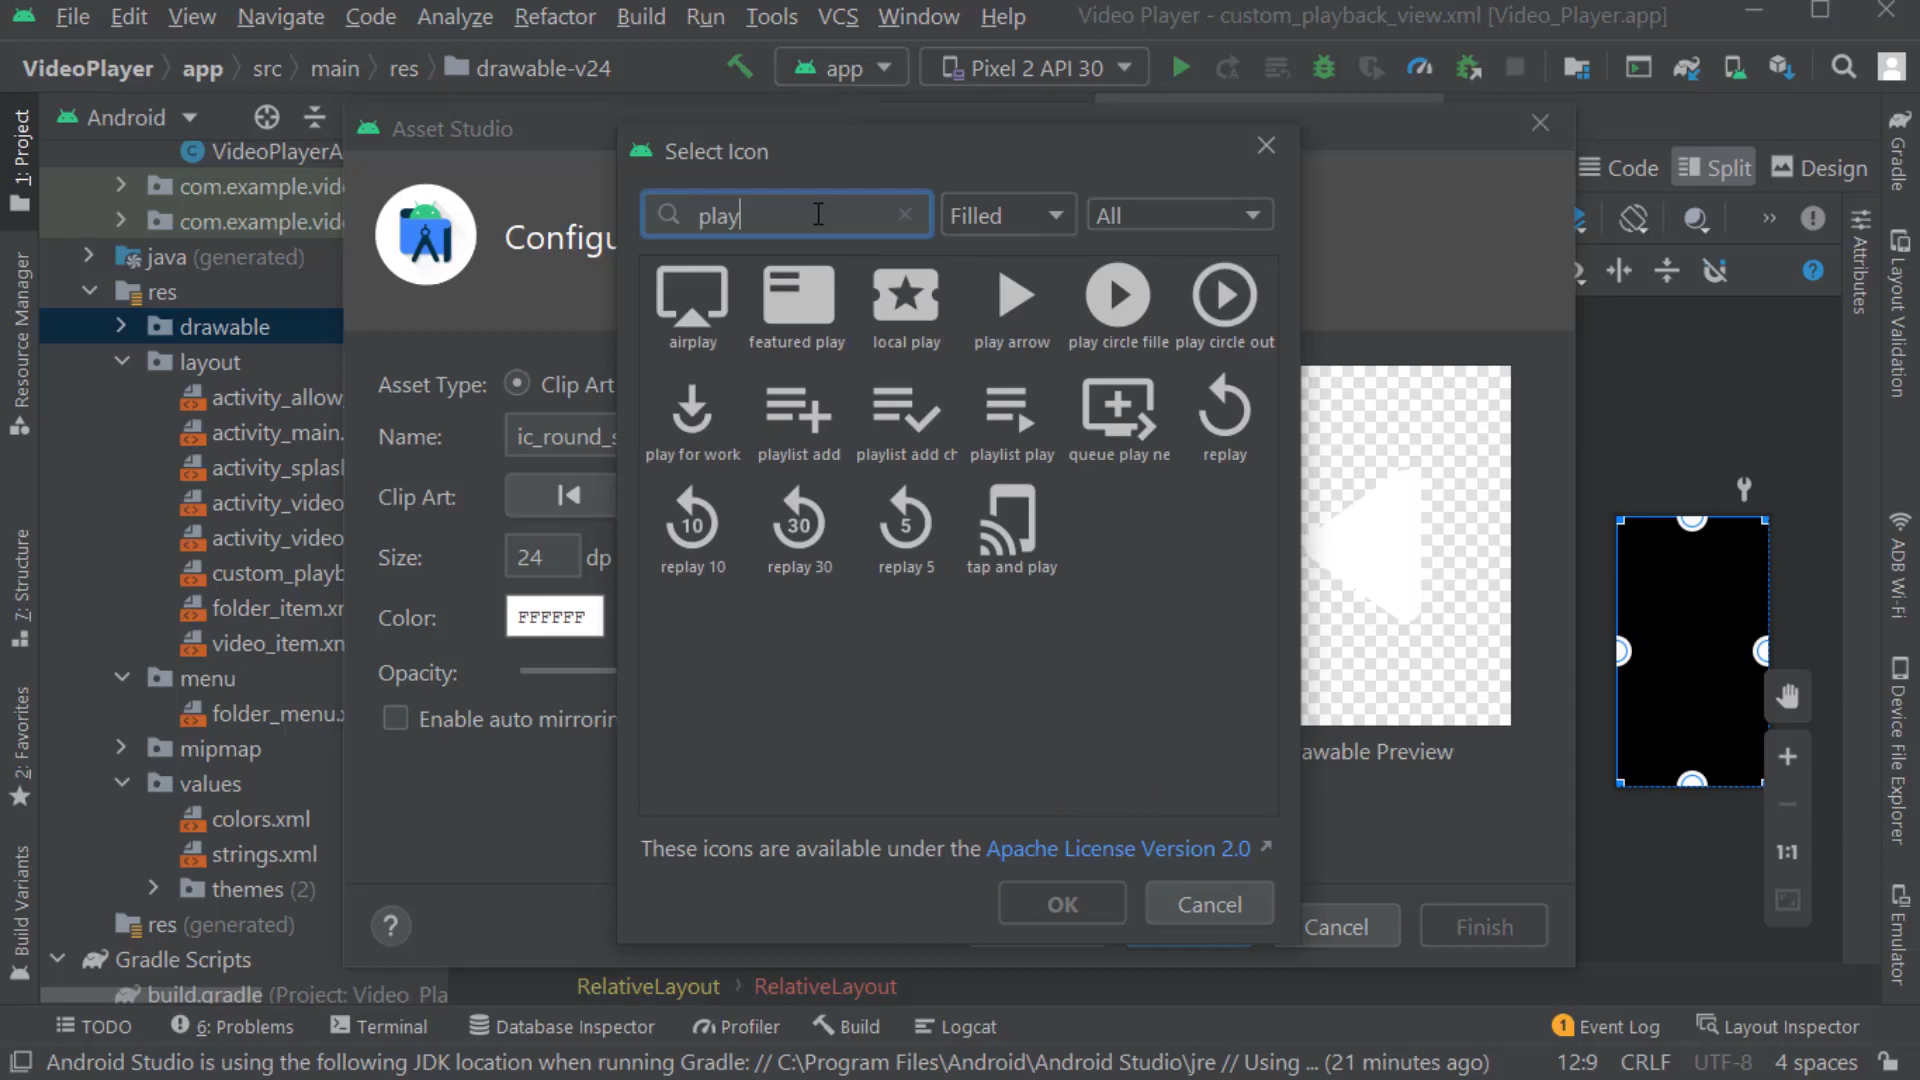 File Edit View Navigate Code Analyze Refactor Build Run Tools VCS Window Help Video Player - custom_playback_view.xml [Video_Player.app]
VideoPlayer app src main res drawable-v24 app Pixel 2 API 30
1: Project
Resource Manager
7: Structure
2: Favorites
Build Variants
Android
VideoPlayerA
com.example.vid
com.example.vid
java (generated)
res
drawable
layout
activity_allow_
activity_main.
activity_splash
activity_video
activity_video
custom_playb
folder_item.xm
video_item.xm
menu
folder_menu.x
mipmap
values
colors.xml
strings.xml
themes (2)
res (generated)
Gradle Scripts
build.gradle (Project: Video_Pla
Asset Studio
Configu
Asset Type: Clip Art
Name: ic_round_s
Clip Art:
Size: 24 dp
Color: FFFFFF
Opacity:
Enable auto mirrorin
?
Select Icon
play Filled All
airplay featured play local play play arrow play circle fille play circle out
play for work playlist add playlist add ch playlist play queue play ne replay
10 30 5
replay 10 replay 30 replay 5 tap and play
These icons are available under the Apache License Version 2.0
OK Cancel
awable Preview
Cancel Finish
Code Split Design
Attributes
1:1
Gradle
Layout Validation
ADB Wi-Fi
Device File Explorer
Emulator
RelativeLayout RelativeLayout
TODO 6: Problems Terminal Database Inspector Profiler Build Logcat 1 Event Log Layout Inspector
Android Studio is using the following JDK location when running Gradle: // C:\Program Files\Android\Android Studio\jre // Using ... (21 minutes ago) 12:9 CRLF UTF-8 4 spaces